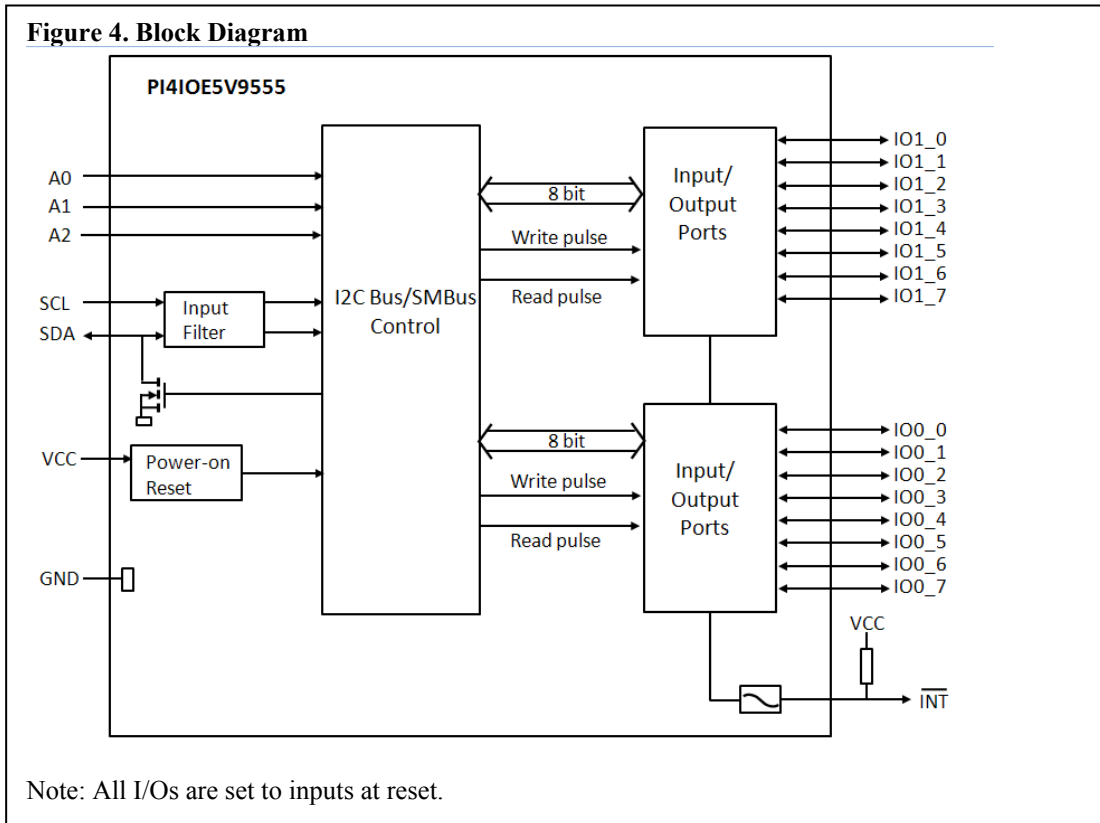 Figure 4. Block Diagram
PI4IOE5V9555
A0
A1
A2
SCL
SDA
VCC
GND
Input
Filter
Power-on
Reset
I2C Bus/SMBus
Control
8 bit
Write pulse
Read pulse
Input/
Output
Ports
IO1_0
IO1_1
IO1_2
IO1_3
IO1_4
IO1_5
IO1_6
IO1_7
8 bit
Write pulse
Read pulse
Input/
Output
Ports
IO0_0
IO0_1
IO0_2
IO0_3
IO0_4
IO0_5
IO0_6
IO0_7
VCC
INT
Note: All I/Os are set to inputs at reset.